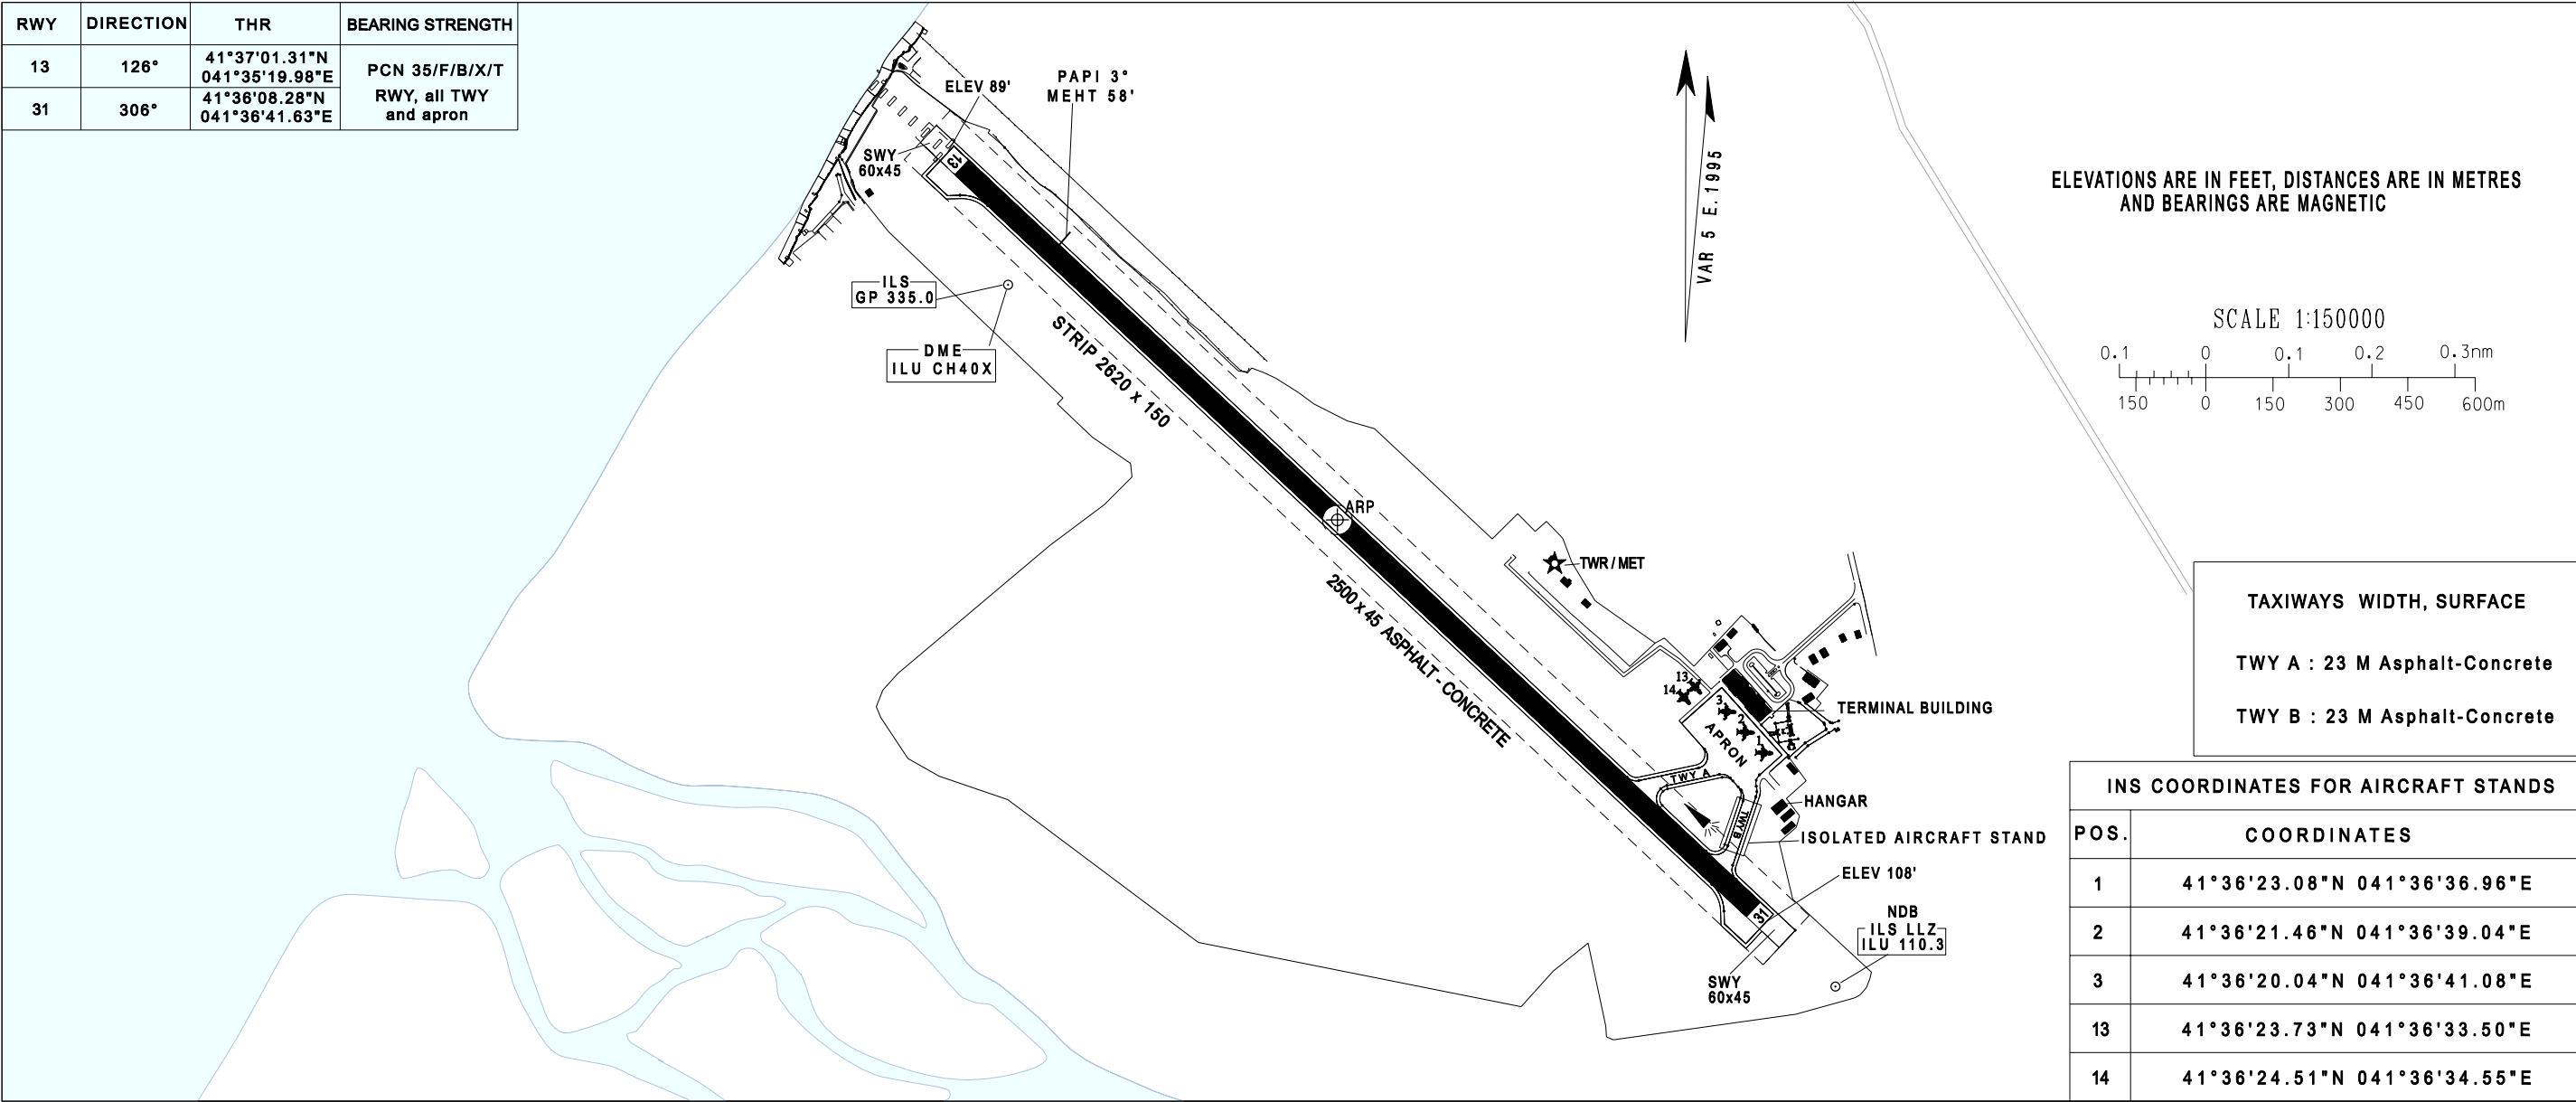 RWY DIRECTION THR BEARING STRENGTH
13 126° 41°37'01.31"N 041°35'19.98"E PCN 35/F/B/X/T
31 306° 41°36'08.28"N 041°36'41.63"E RWY, all TWY and apron
ELEV 89'
PAPI 3°
MEHT 58'
SWY
60x45
13
VAR 5 E. 1995
ELEVATIONS ARE IN FEET, DISTANCES ARE IN METRES
AND BEARINGS ARE MAGNETIC
SCALE 1:150000
0.1 0 0.1 0.2 0.3nm
150 0 150 300 450 600m
ILS
GP 335.0
DME
ILU CH40X
STRIP 2620 x 150
ARP
TWR / MET
2500 x 45 ASPHALT - CONCRETE
13
14
3
2
1
APRON
TERMINAL BUILDING
TWY A
TWY B
HANGAR
ISOLATED AIRCRAFT STAND
ELEV 108'
31
NDB
ILS LLZ
ILU 110.3
SWY
60x45
TAXIWAYS WIDTH, SURFACE
TWY A : 23 M Asphalt-Concrete
TWY B : 23 M Asphalt-Concrete
INS COORDINATES FOR AIRCRAFT STANDS
POS. COORDINATES
1 41°36'23.08"N 041°36'36.96"E
2 41°36'21.46"N 041°36'39.04"E
3 41°36'20.04"N 041°36'41.08"E
13 41°36'23.73"N 041°36'33.50"E
14 41°36'24.51"N 041°36'34.55"E